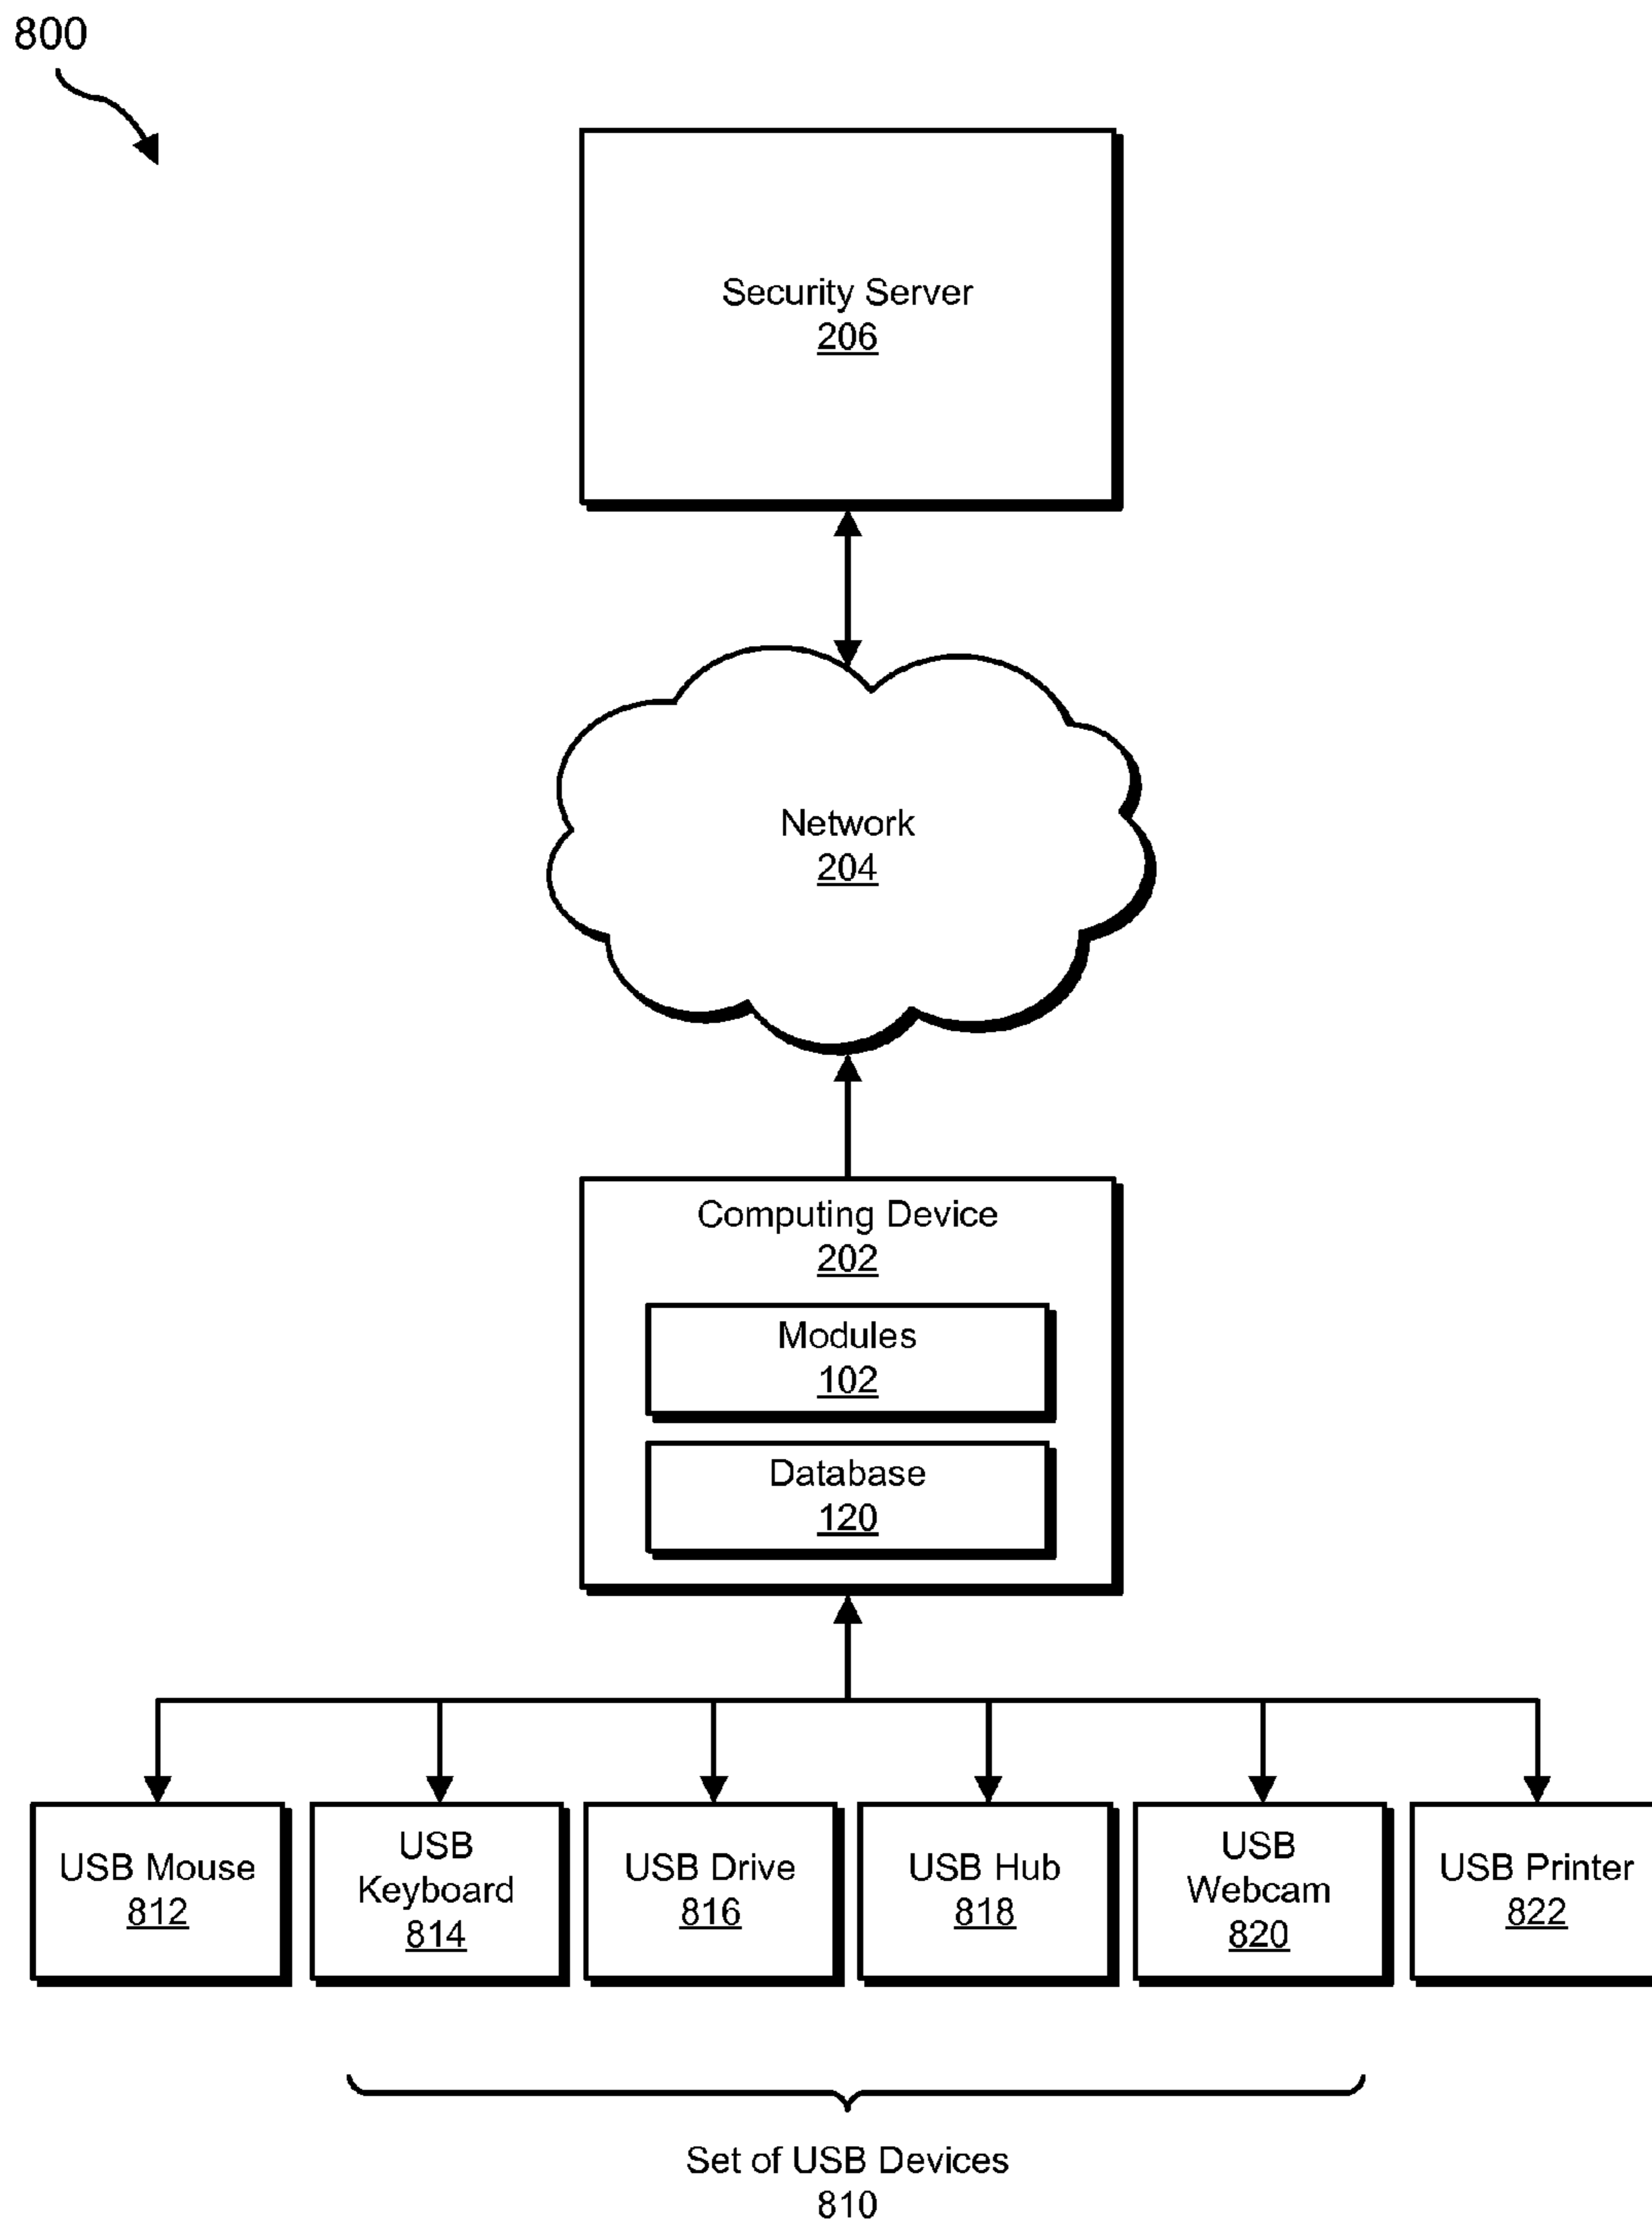 800
Security Server
206
Network
204
Computing Device
202
Modules
102
Database
120
USB Mouse
812
USB
Keyboard
814
USB Drive
816
USB Hub
818
USB
Webcam
820
USB Printer
822
Set of USB Devices
810